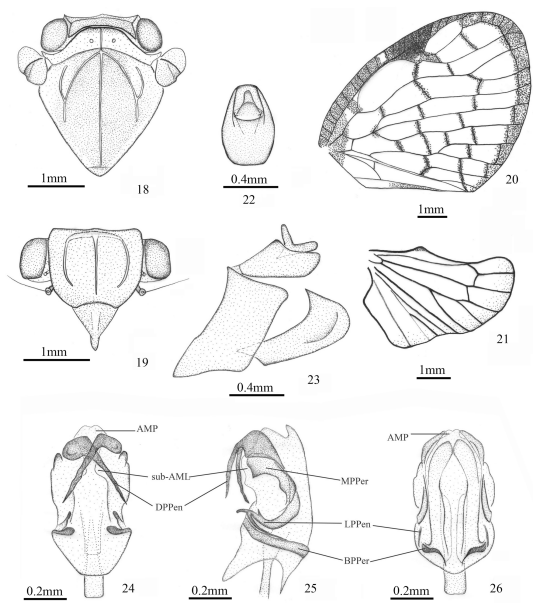 1mm
18
0.4mm
22
1mm
20
1mm
19
0.4mm
23
1mm
21
AMP
sub-AML
DPPen
0.2mm
24
MPPer
LPPen
BPPer
0.2mm
25
AMP
0.2mm
26